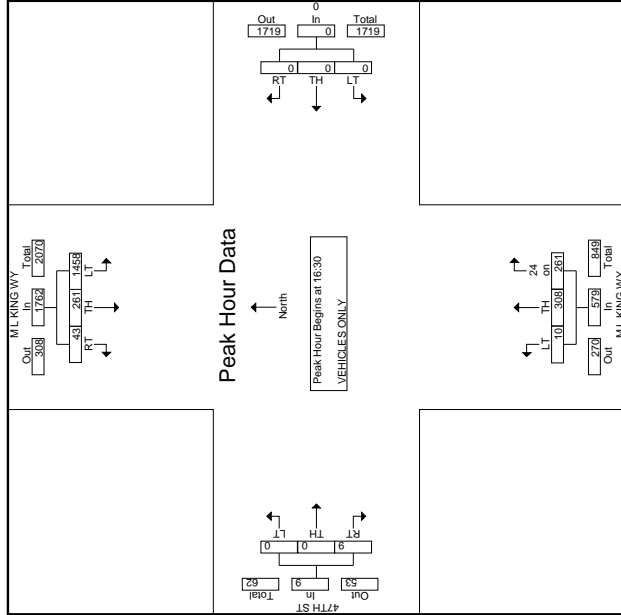 0
Out In Total
1719 0 1719
0 0 0
RT TH LT
M L KING WY
Out In Total
308 1762 2070
43 261 1458
RT TH LT
Peak Hour Data
North
Peak Hour Begins at 16:30
VEHICLES ONLY
LT TH on 24
10 308 261
Out In Total
270 579 849
M L KING WY
LT TH RT
0 0 9
Total In Out
62 9 53
47TH ST